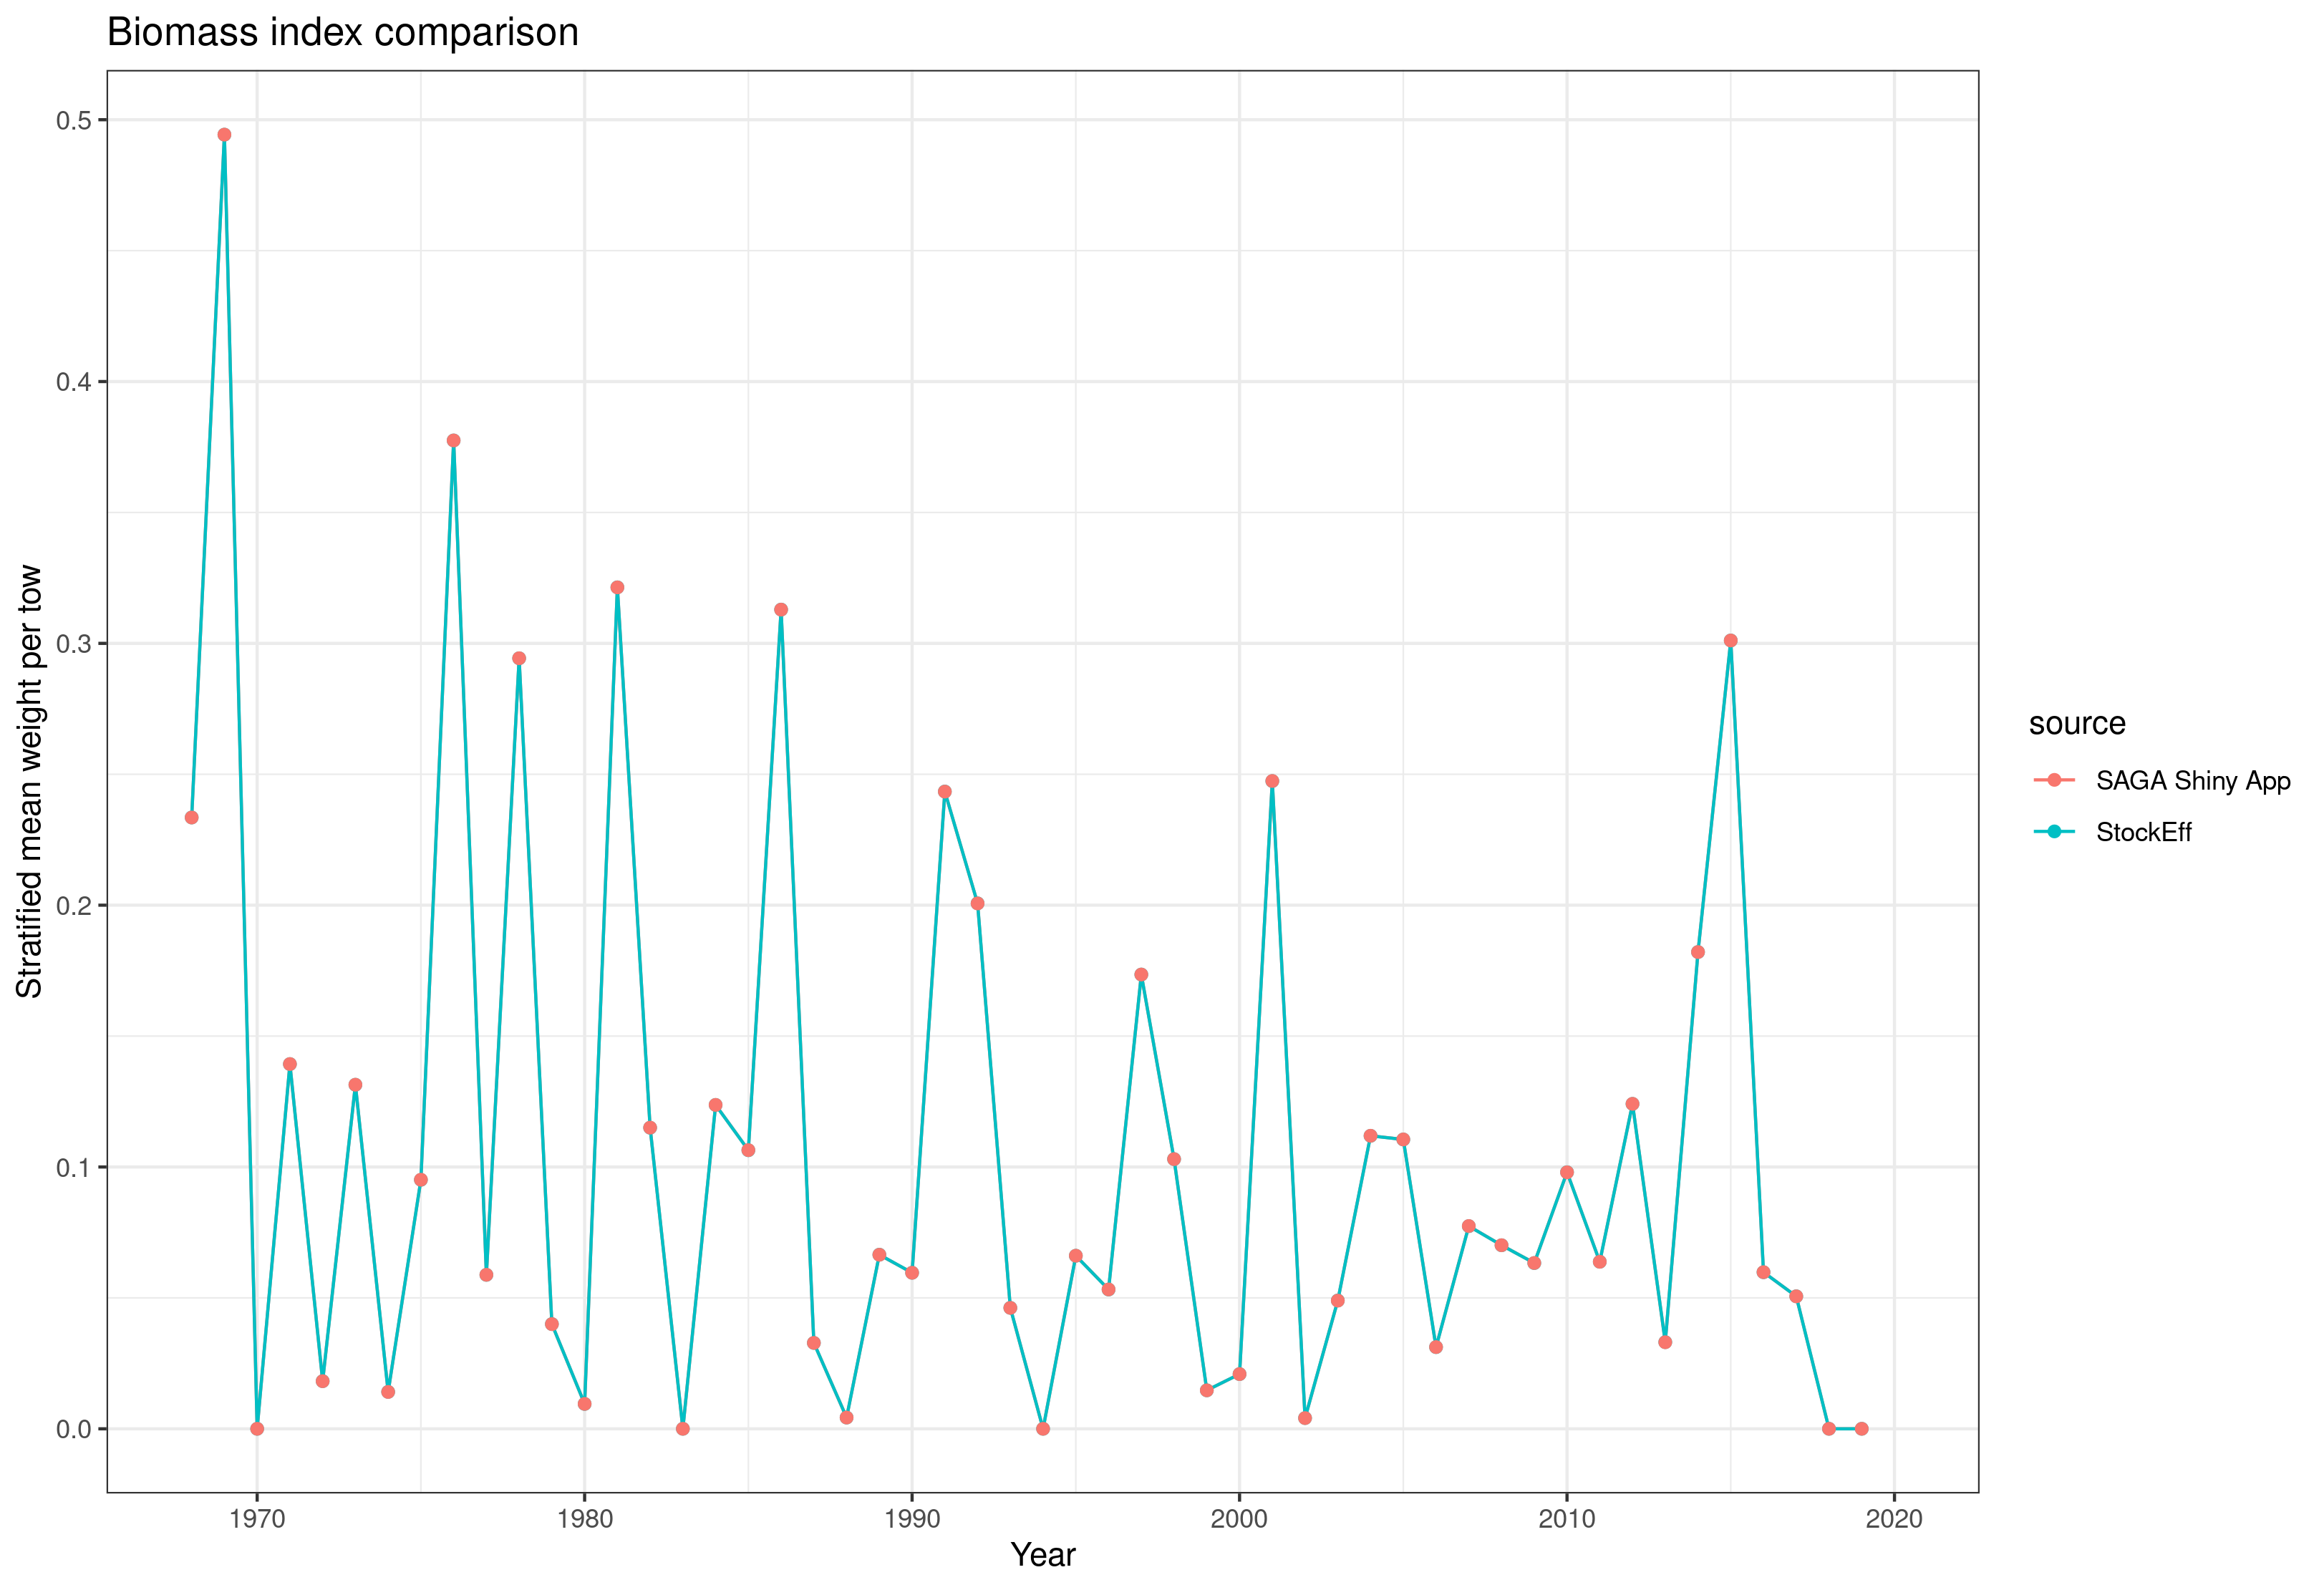 Biomass index comparison
Stratified mean weight per tow
0.5
0.4
0.3
0.2
0.1
0.0
1970 1980 1990 2000 2010 2020
Year
source
SAGA Shiny App
StockEff